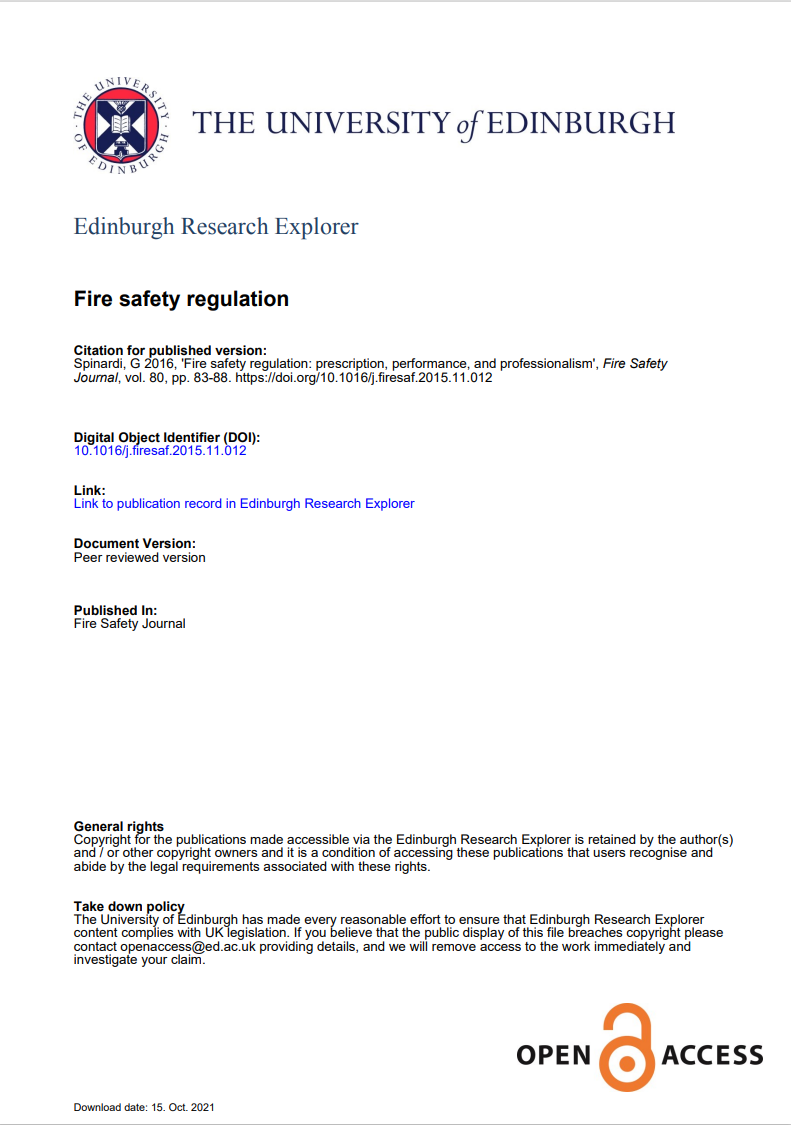 THE UNIVERSITY OF EDINBURGH
THE UNIVERSITY of EDINBURGH
Edinburgh Research Explorer
Fire safety regulation
Citation for published version:
Spinardi, G 2016, 'Fire safety regulation: prescription, performance, and professionalism', Fire Safety
Journal, vol. 80, pp. 83-88. https://doi.org/10.1016/j.firesaf.2015.11.012
Digital Object Identifier (DOI):
10.1016/j.firesaf.2015.11.012
Link:
Link to publication record in Edinburgh Research Explorer
Document Version:
Peer reviewed version
Published In:
Fire Safety Journal
General rights
Copyright for the publications made accessible via the Edinburgh Research Explorer is retained by the author(s)
and / or other copyright owners and it is a condition of accessing these publications that users recognise and
abide by the legal requirements associated with these rights.
Take down policy
The University of Edinburgh has made every reasonable effort to ensure that Edinburgh Research Explorer
content complies with UK legislation. If you believe that the public display of this file breaches copyright please
contact openaccess@ed.ac.uk providing details, and we will remove access to the work immediately and
investigate your claim.
OPEN ACCESS
Download date: 15. Oct. 2021